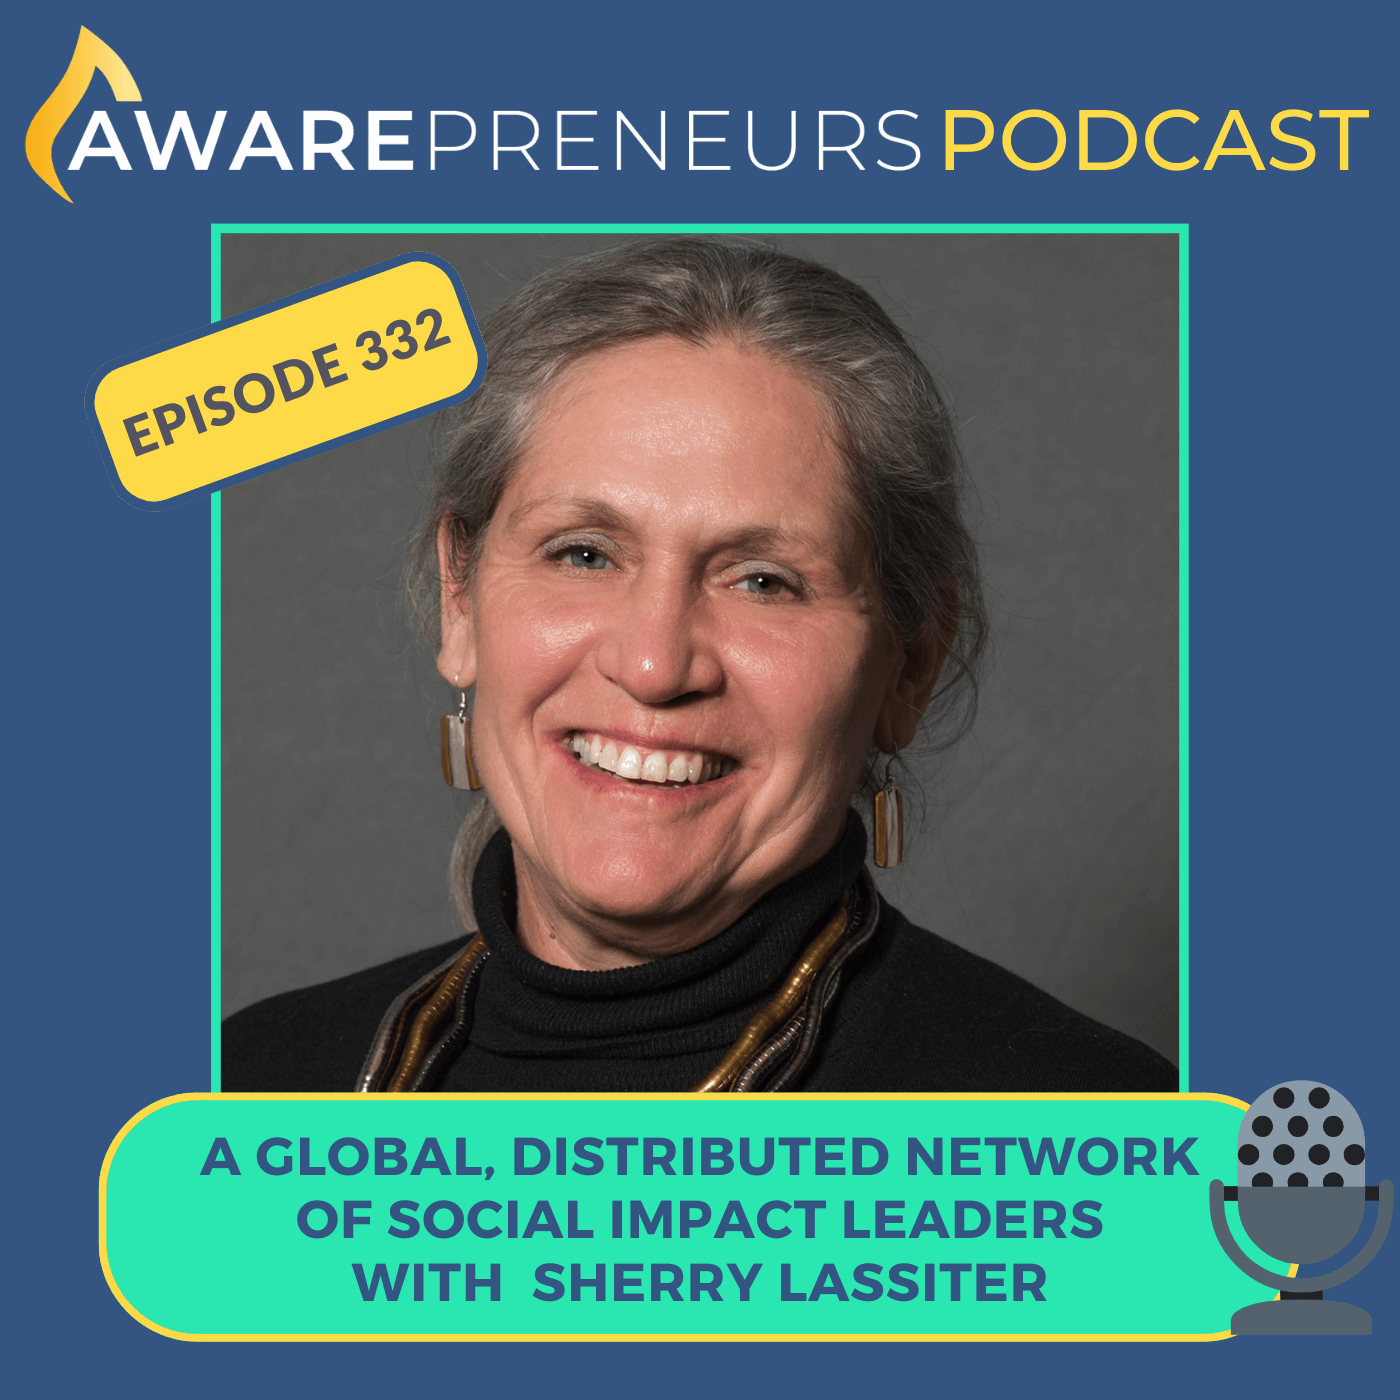 AWAREPRENEURS PODCAST
EPISODE 332
A GLOBAL, DISTRIBUTED NETWORK
OF SOCIAL IMPACT LEADERS
WITH SHERRY LASSITER